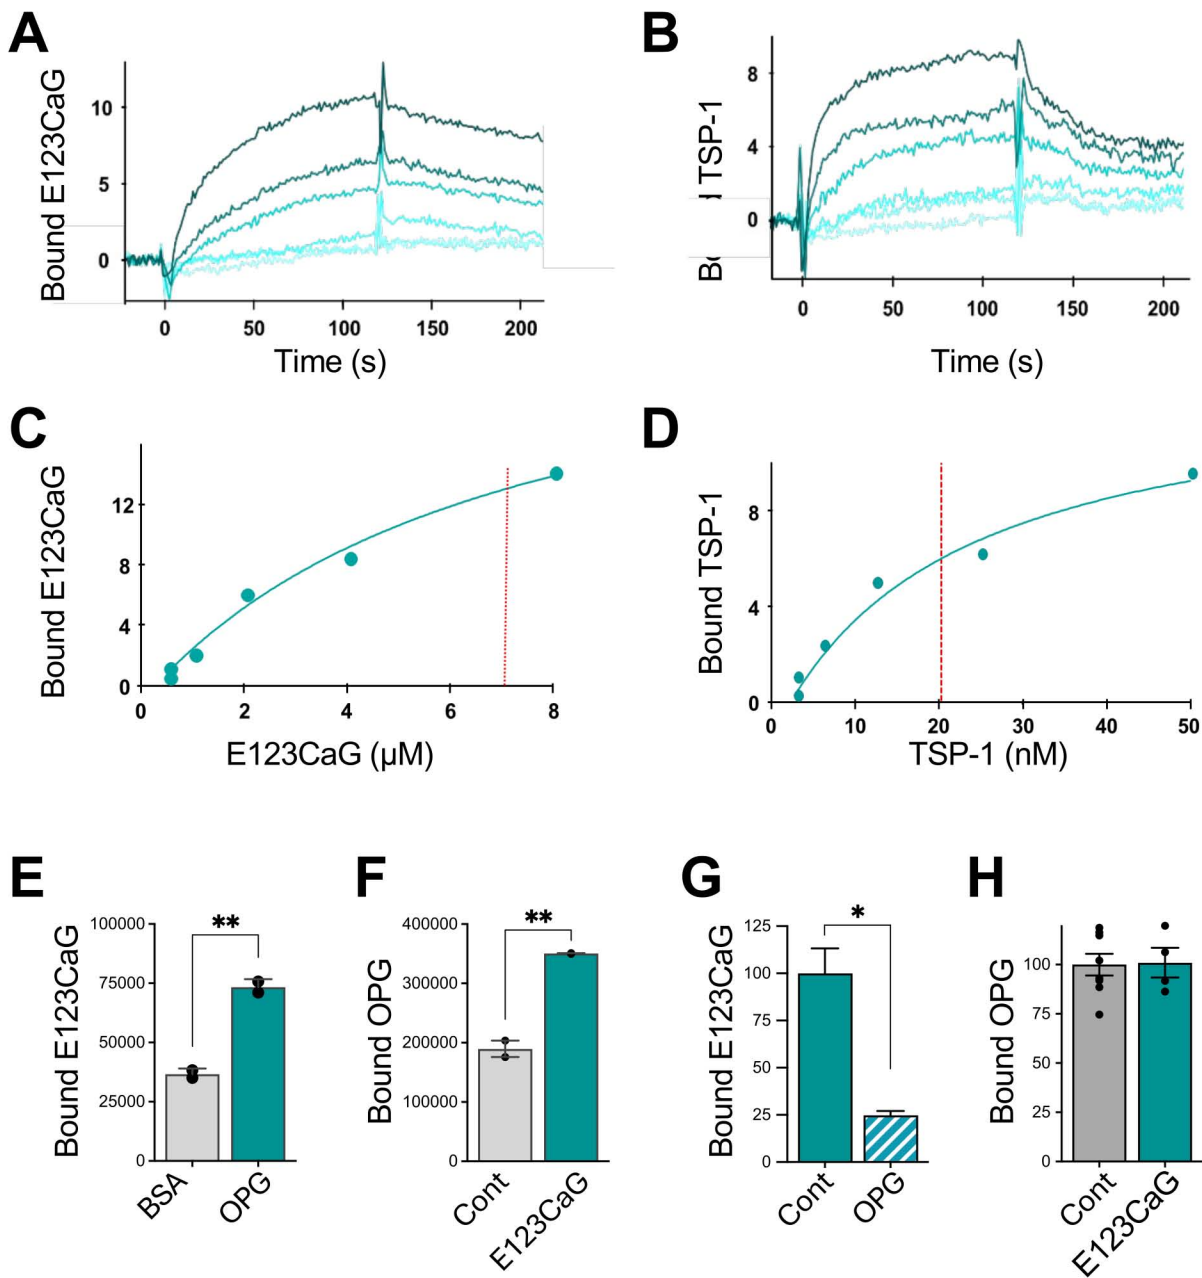 A
Bound E123CaG
10
5
0
0 50 100 150 200
Time (s)
B
TSP-1
8
4
0
0 50 100 150 200
Time (s)
C
Bound E123CaG
12
8
4
0
0 2 4 6 8
E123CaG (µM)
D
Bound TSP-1
8
4
0
0 10 20 30 40 50
TSP-1 (nM)
E
Bound E123CaG
100000
75000
50000
25000
0
**
BSA OPG
F
Bound OPG
400000
300000
200000
100000
0
**
Cont E123CaG
G
Bound E123CaG
125
100
75
50
25
0
*
Cont OPG
H
Bound OPG
100
75
50
25
0
Cont E123CaG